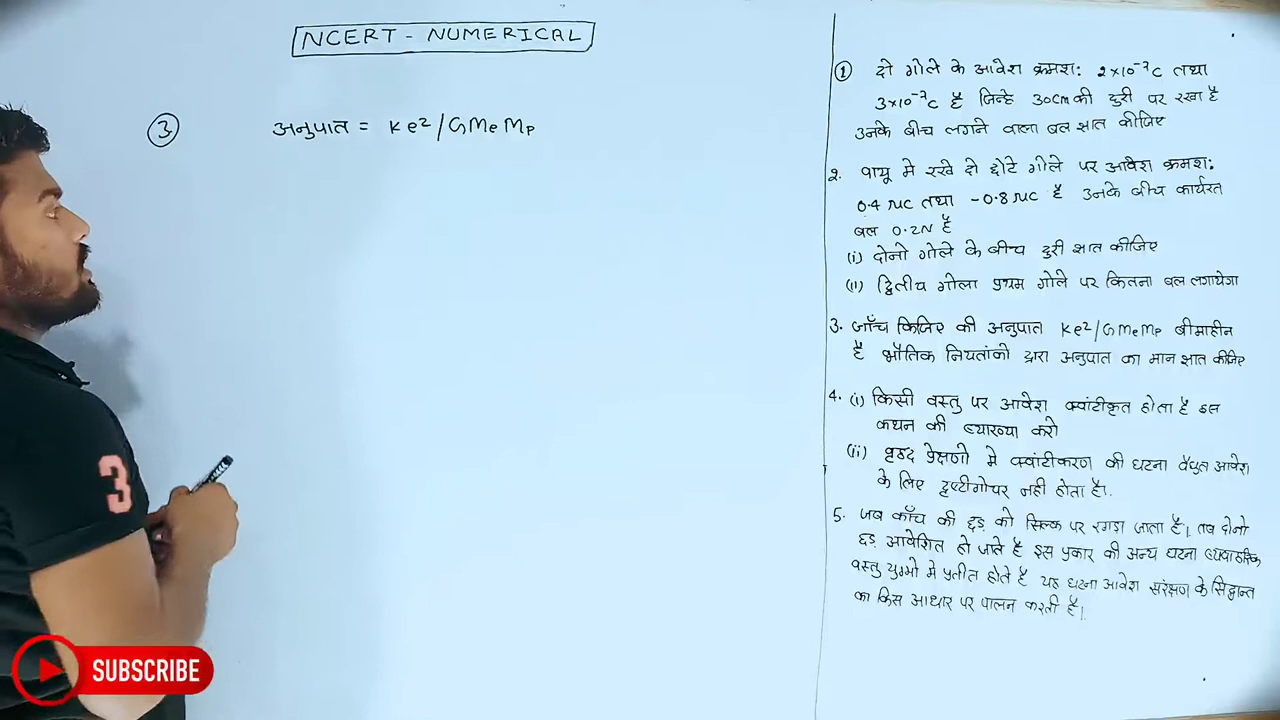 NCERT - NUMERICAL
③ अनुपात = Ke²/GMeMp
① दो गोले के आवेश क्रमश: 2×10⁻⁷C तथा
3×10⁻⁷C है जिन्हे 30cm की दुरी पर रखा है
उनके बीच लगने वाला बल ज्ञात कीजिए
2. वायू मे रखे दो छोटे गोले पर आवेश क्रमश:
0.4 μC तथा -0.8 μC है उनके बीच कार्यरत
बल 0.2N है
(i) दोनो गोले के बीच दुरी ज्ञात कीजिए
(ii) द्वितीय गोला प्रथम गोले पर कितना बल लगायेगा
3. जाँच किजिए की अनुपात Ke²/GMeMp बीमाहीन
है भौतिक नियतांको द्वारा अनुपात का मान ज्ञात कीजिए
4. (i) किसी वस्तु पर आवेश क्वांटीकृत होता है इस
कथन की व्याख्या करो
(ii) वृहद प्रेक्षणो मे क्वांटीकरण की घटना वैधुत आवेश
के लिए दृष्टीगोचर नही होता है।.
5. जब काँच की छड़ को सिल्क पर रगडा जाता है। तब दोनो
छड़ आवेशित हो जाते है इस प्रकार की अन्य घटना
वस्तु युग्मो मे प्रतीत होते है यह घटना आवेश संरक्षण के सिद्वान्त
का किस आधार पर पालन करती है।.
3
SUBSCRIBE